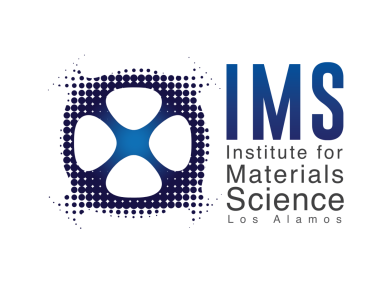 IMS
Institute for
Materials
Science
Los Alamos